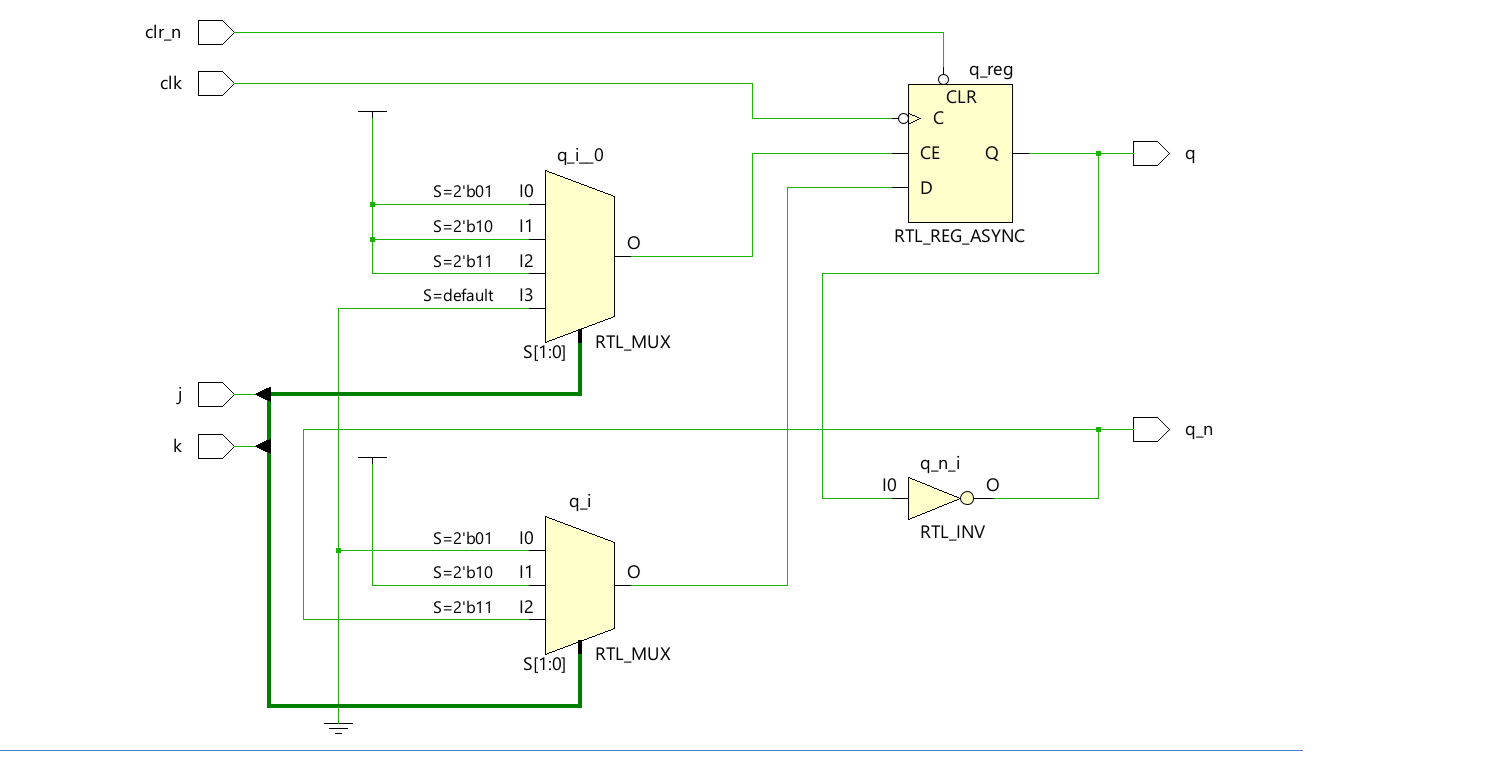 clr_n
q_reg
clk
CLR
C
q_i__0
CE
Q
q
S=2'b01 I0
D
S=2'b10 I1
RTL_REG_ASYNC
O
S=2'b11 I2
S=default I3
RTL_MUX
S[1:0]
j
q_n
k
q_n_i
I0
O
q_i
RTL_INV
S=2'b01 I0
S=2'b10 I1
O
S=2'b11 I2
RTL_MUX
S[1:0]